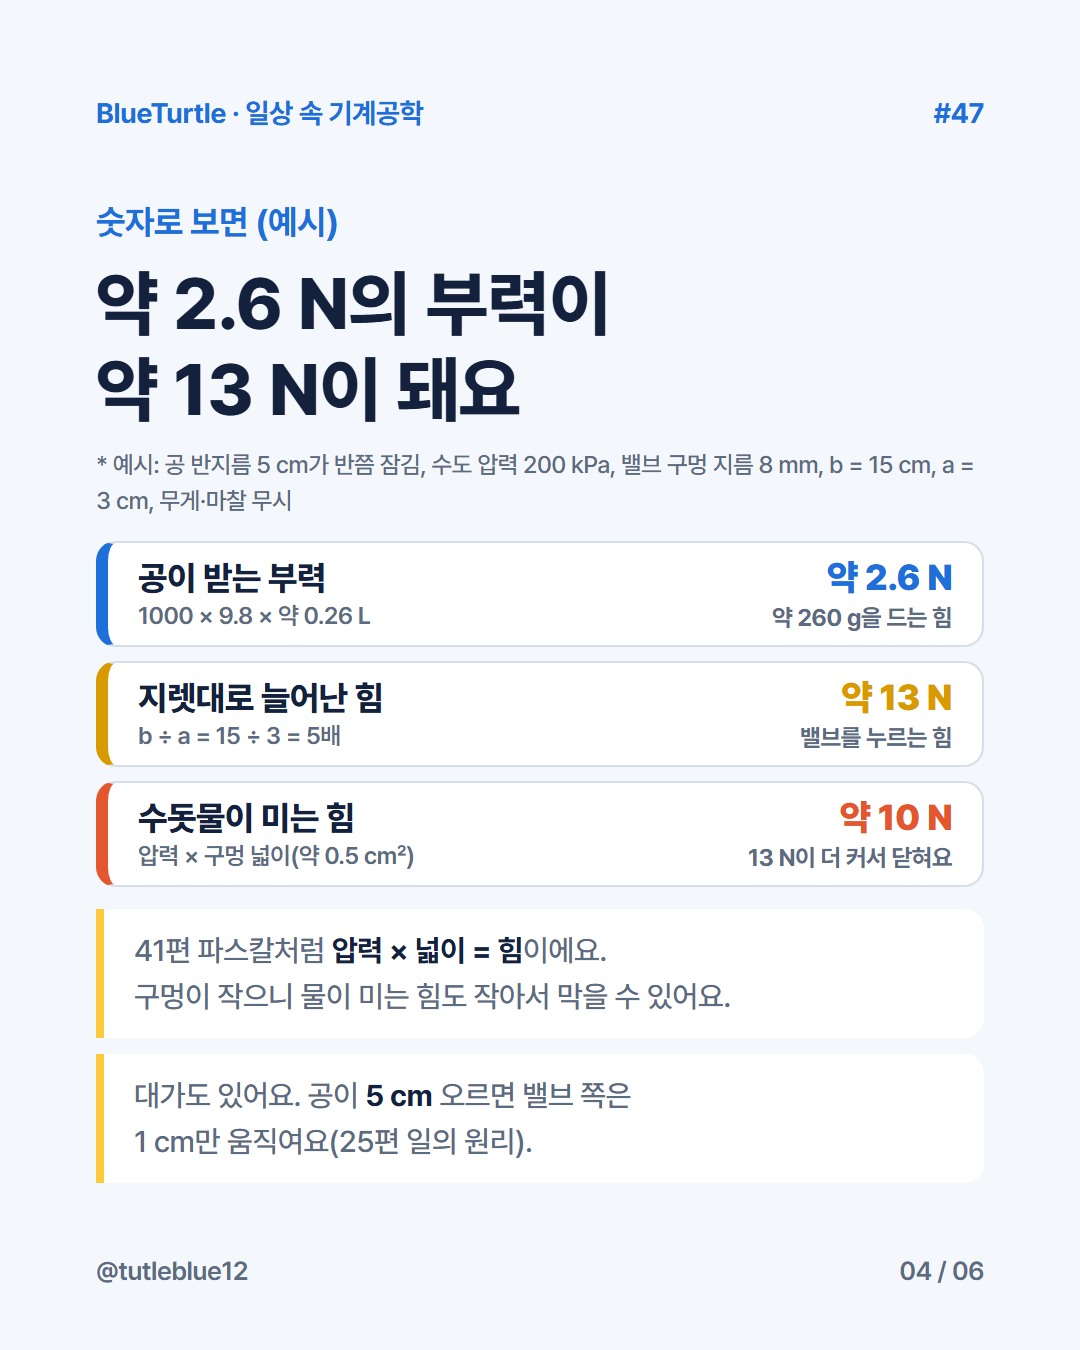 BlueTurtle · 일상 속 기계공학
#47
숫자로 보면 (예시)
약 2.6 N의 부력이
약 13 N이 돼요
* 예시: 공 반지름 5 cm가 반쯤 잠김, 수도 압력 200 kPa, 밸브 구멍 지름 8 mm, b = 15 cm, a =
3 cm, 무게·마찰 무시
공이 받는 부력
약 2.6 N
1000 × 9.8 × 약 0.26 L
약 260 g을 드는 힘
지렛대로 늘어난 힘
약 13 N
b ÷ a = 15 ÷ 3 = 5배
밸브를 누르는 힘
수돗물이 미는 힘
약 10 N
압력 × 구멍 넓이(약 0.5 cm²)
13 N이 더 커서 닫혀요
41편 파스칼처럼 압력 × 넓이 = 힘이에요.
구멍이 작으니 물이 미는 힘도 작아서 막을 수 있어요.
대가도 있어요. 공이 5 cm 오르면 밸브 쪽은
1 cm만 움직여요(25편 일의 원리).
@tutleblue12
04 / 06